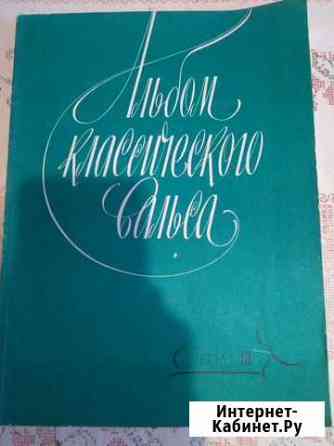 Альбом
классического
вальса
Интернет-
Кабинет.Ру